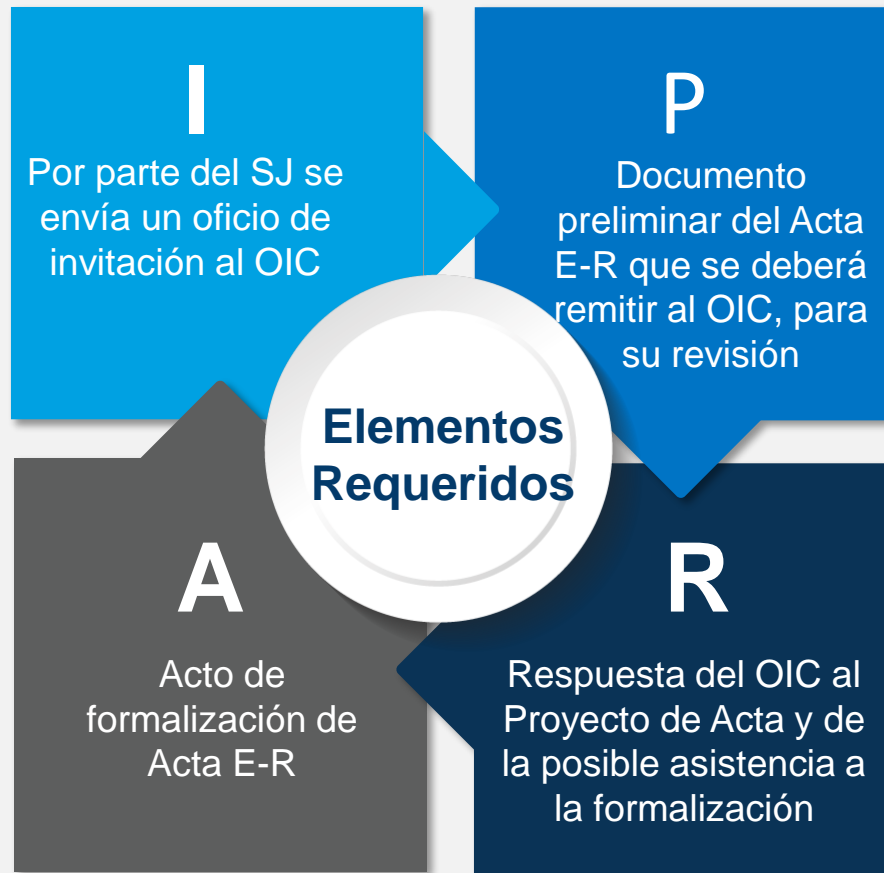 I
Por parte del SJ se
envía un oficio de
invitación al OIC
P
Documento
preliminar del Acta
E-R que se deberá
remitir al OIC, para
su revisión
Elementos
Requeridos
A
Acto de
formalización de
Acta E-R
R
Respuesta del OIC al
Proyecto de Acta y de
la posible asistencia a
la formalización